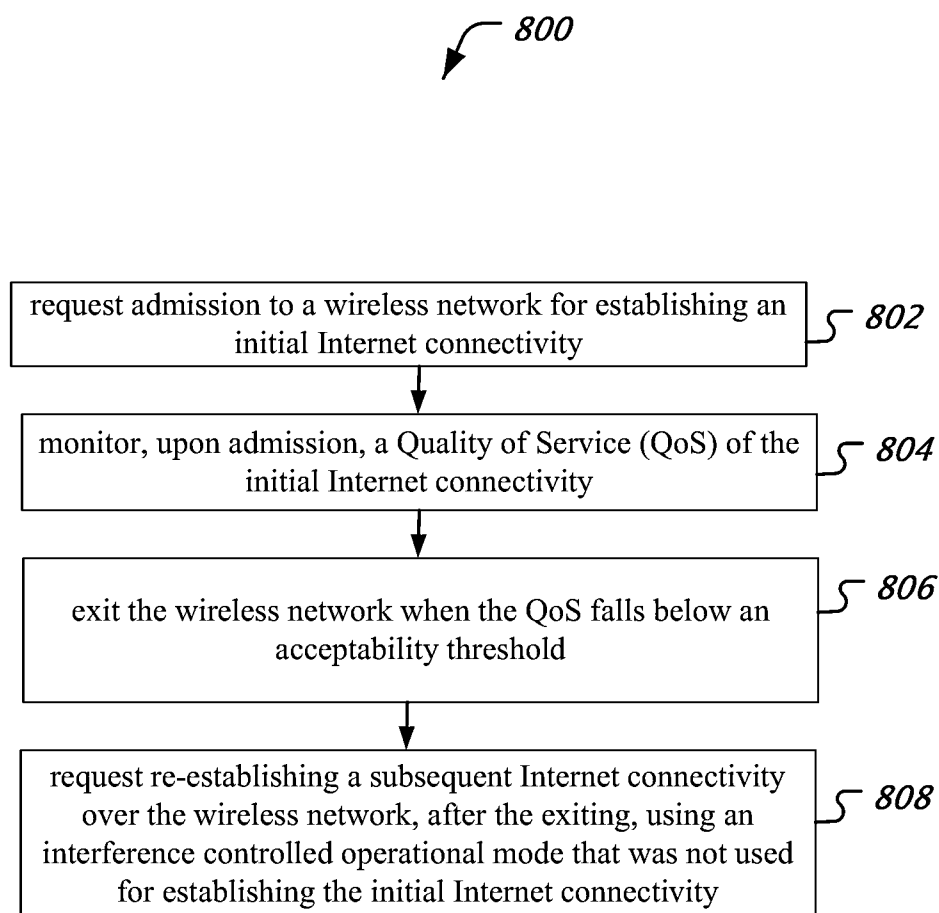 800
request admission to a wireless network for establishing an
initial Internet connectivity
802
monitor, upon admission, a Quality of Service (QoS) of the
initial Internet connectivity
804
exit the wireless network when the QoS falls below an
acceptability threshold
806
request re-establishing a subsequent Internet connectivity
over the wireless network, after the exiting, using an
interference controlled operational mode that was not used
for establishing the initial Internet connectivity
808